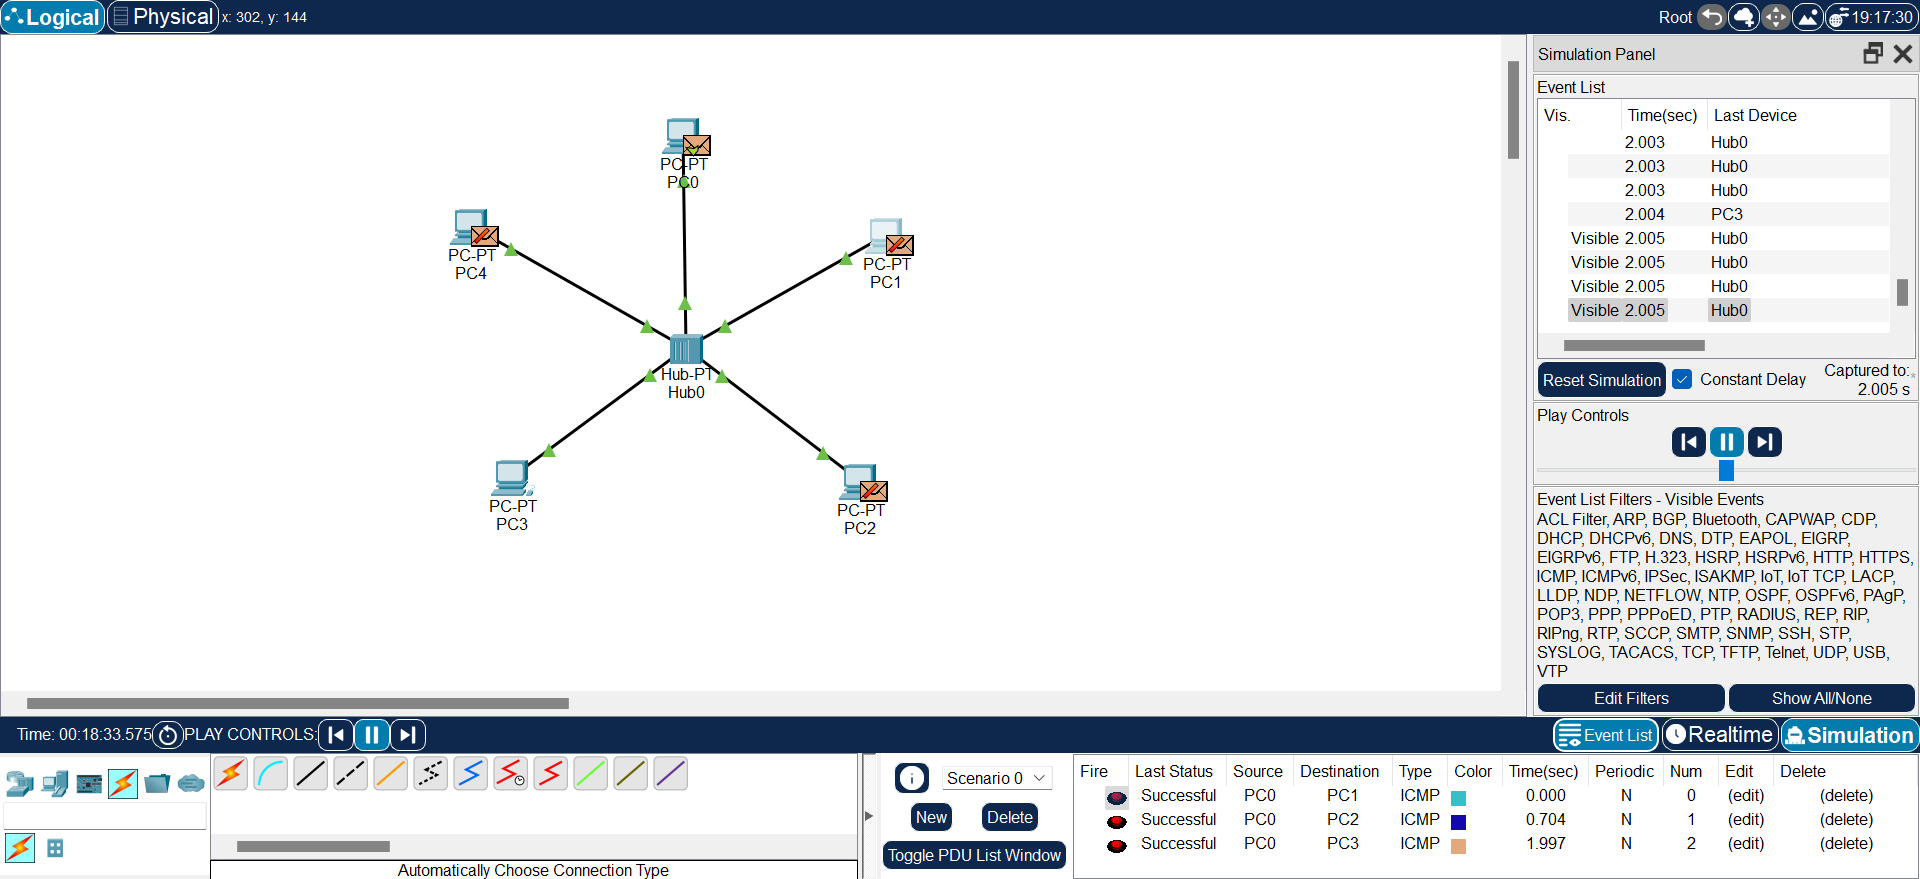 Logical
Physical
x: 302, y: 144
Root
19:17:30
PC-PT
PC0
PC-PT
PC4
PC-PT
PC1
Hub-PT
Hub0
PC-PT
PC3
PC-PT
PC2
Simulation Panel
Event List
Vis. Time(sec) Last Device
2.003 Hub0
2.003 Hub0
2.003 Hub0
2.004 PC3
Visible 2.005 Hub0
Visible 2.005 Hub0
Visible 2.005 Hub0
Visible 2.005 Hub0
Reset Simulation
Constant Delay
Captured to:*
2.005 s
Play Controls
Event List Filters - Visible Events
ACL Filter, ARP, BGP, Bluetooth, CAPWAP, CDP,
DHCP, DHCPv6, DNS, DTP, EAPOL, EIGRP,
EIGRPv6, FTP, H.323, HSRP, HSRPv6, HTTP, HTTPS,
ICMP, ICMPv6, IPSec, ISAKMP, IoT, IoT TCP, LACP,
LLDP, NDP, NETFLOW, NTP, OSPF, OSPFv6, PAgP,
POP3, PPP, PPPoED, PTP, RADIUS, REP, RIP,
RIPng, RTP, SCCP, SMTP, SNMP, SSH, STP,
SYSLOG, TACACS, TCP, TFTP, Telnet, UDP, USB,
VTP
Edit Filters
Show All/None
Time: 00:18:33.575
PLAY CONTROLS:
Event List
Realtime
Simulation
Automatically Choose Connection Type
Scenario 0
New
Delete
Toggle PDU List Window
Fire Last Status Source Destination Type Color Time(sec) Periodic Num Edit Delete
Successful PC0 PC1 ICMP 0.000 N 0 (edit) (delete)
Successful PC0 PC2 ICMP 0.704 N 1 (edit) (delete)
Successful PC0 PC3 ICMP 1.997 N 2 (edit) (delete)